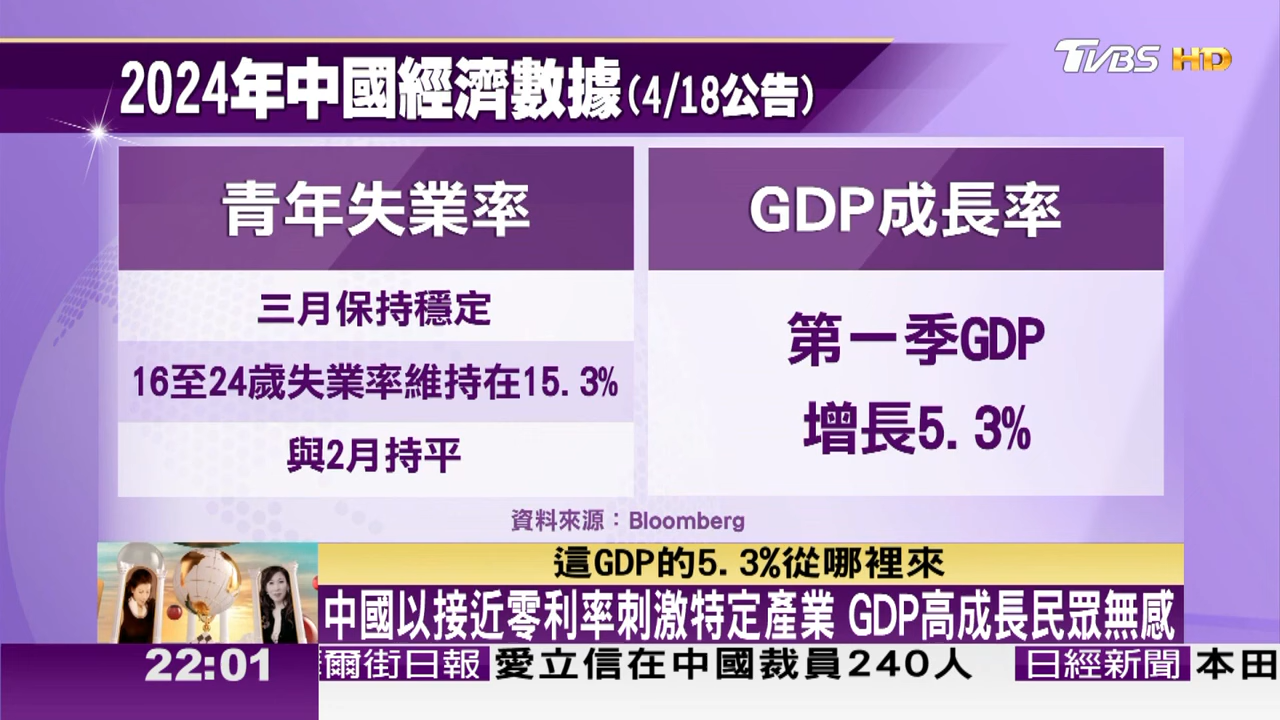 TVBS HD
2024年中國經濟數據(4/18公告)
青年失業率
三月保持穩定
16至24歲失業率維持在15.3%
與2月持平
GDP成長率
第一季GDP
增長5.3%
資料來源：Bloomberg
這GDP的5.3%從哪裡來
中國以接近零利率刺激特定產業 GDP高成長民眾無感
22:01
爾街日報 愛立信在中國裁員240人 日經新聞 本田